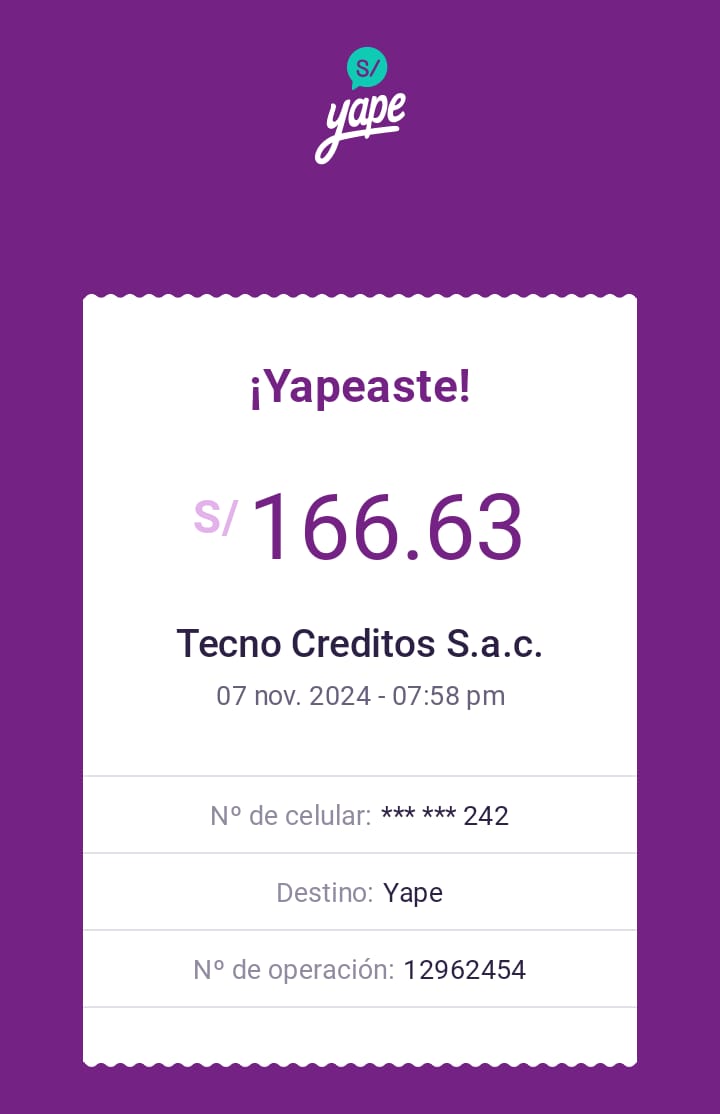 S/
yape
¡Yapeaste!
S/ 166.63
Tecno Creditos S.a.c.
07 nov. 2024 - 07:58 pm
Nº de celular: *** *** 242
Destino: Yape
Nº de operación: 12962454